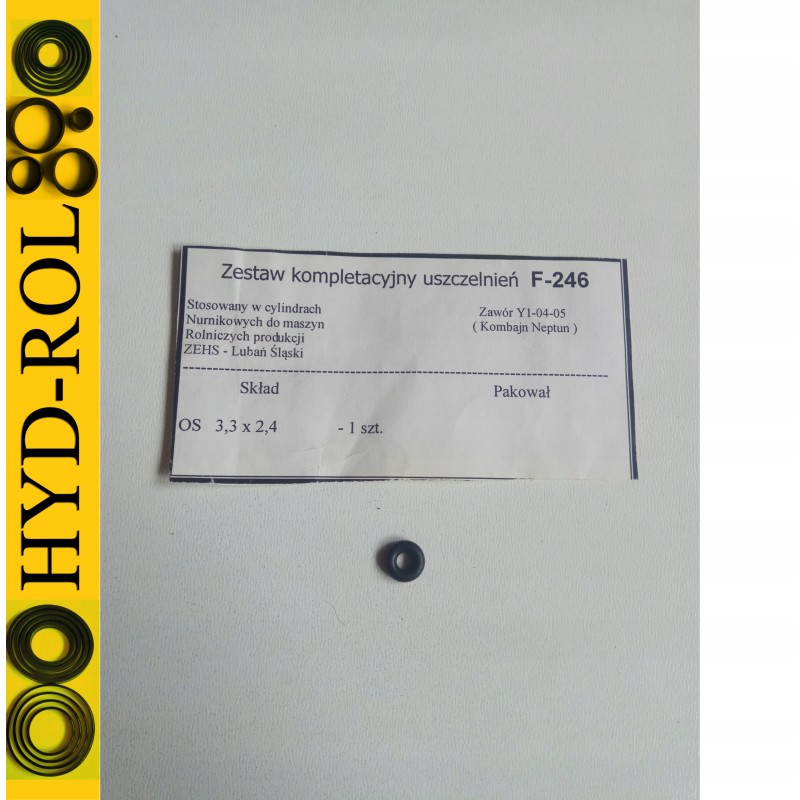 HYD-ROL
Zestaw kompletacyjny uszczelnień F-246
Stosowany w cylindrach
Nurnikowych do maszyn
Rolniczych produkcji
ZEHS - Lubań Śląski
Zawór Y1-04-05
( Kombajn Neptun )
Skład
Pakował
OS 3,3 x 2,4 - 1 szt.